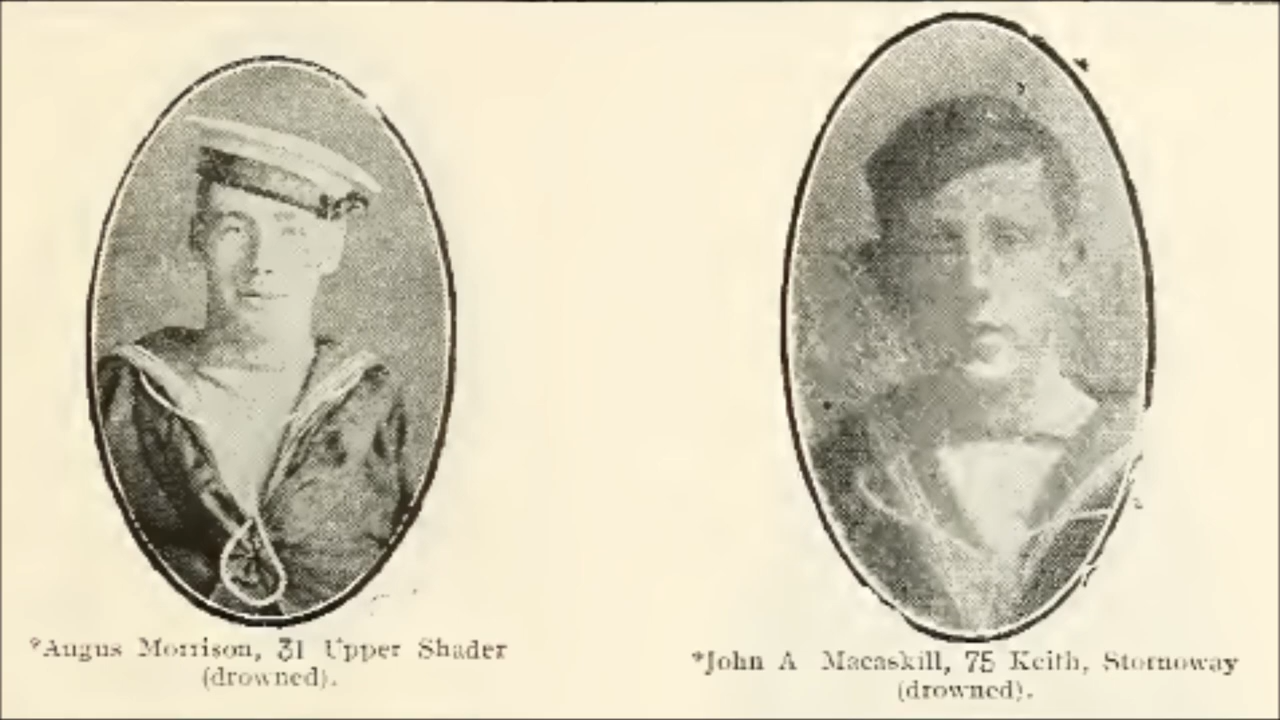 *Angus Morrison, 31 Upper Shader
(drowned).
*John A Macaskill, 75 Keith, Stornoway
(drowned).